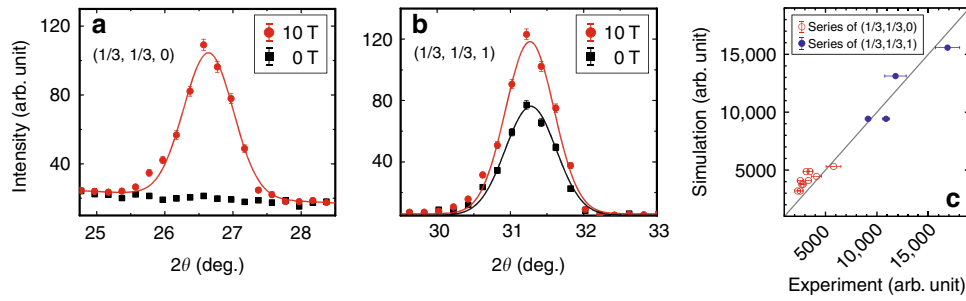 a
(1/3, 1/3, 0)
10 T
0 T
Intensity (arb. unit)
120
80
40
25
26
27
28
2θ (deg.)
b
(1/3, 1/3, 1)
10 T
0 T
120
80
40
30
31
32
33
2θ (deg.)
Series of (1/3,1/3,0)
Series of (1/3,1/3,1)
Simulation (arb. unit)
15,000
10,000
5000
5000
10,000
15,000
c
Experiment (arb. unit)